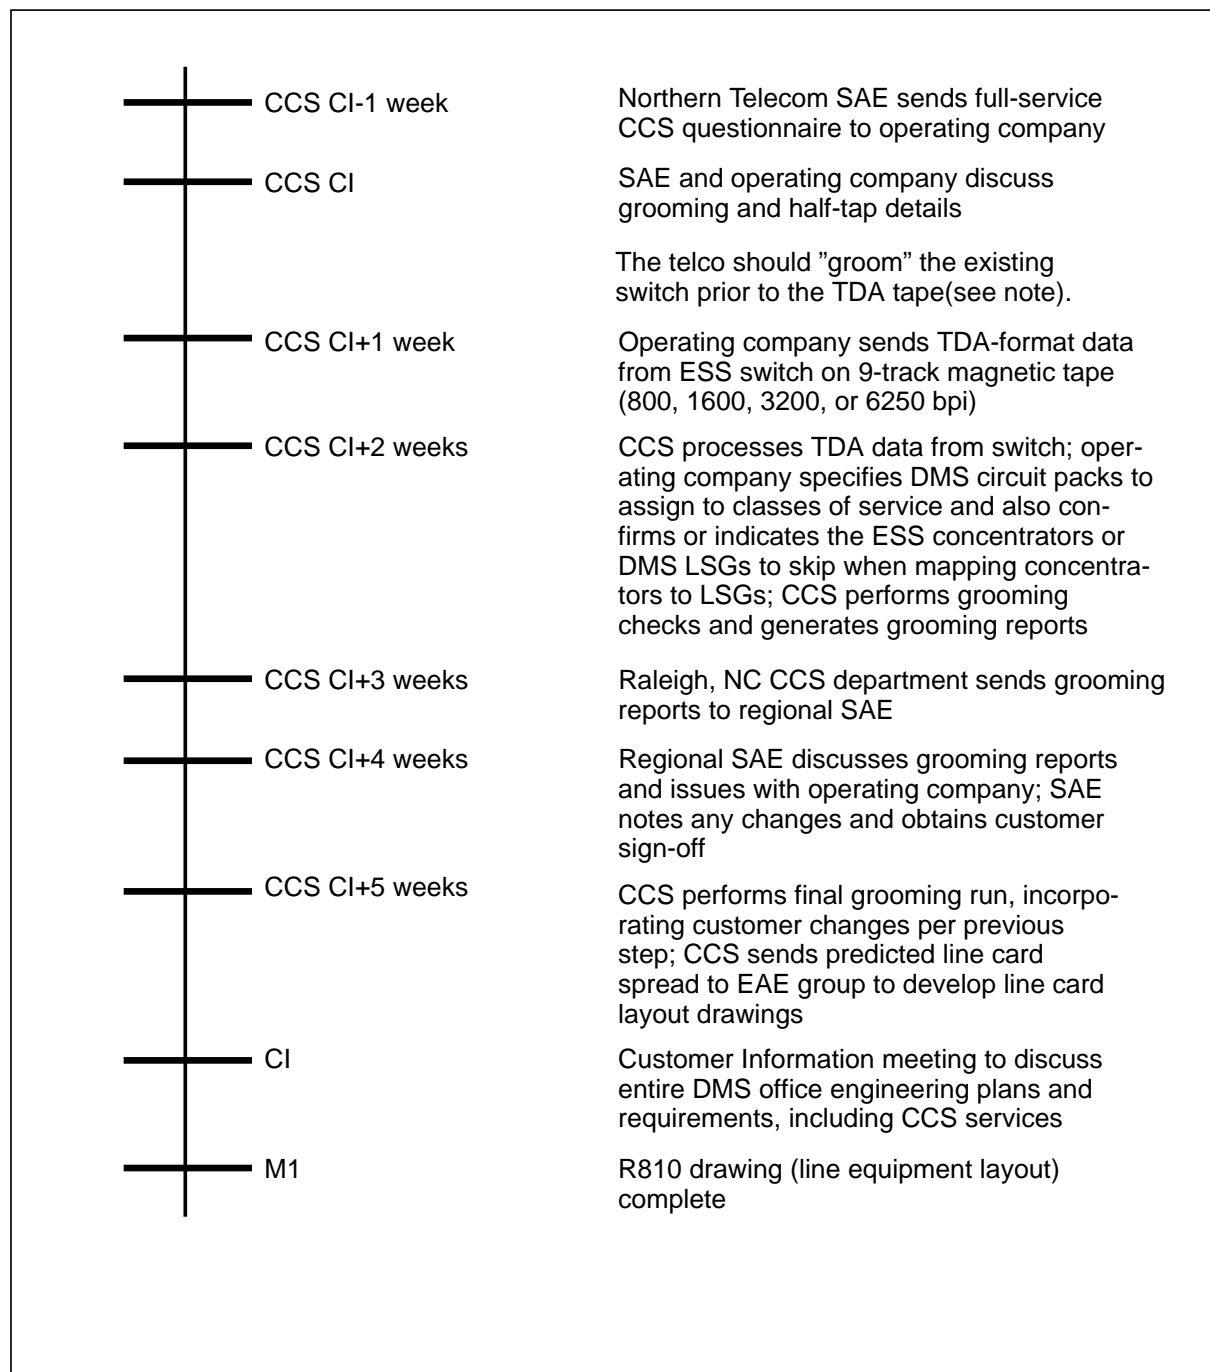 CCS CI-1 week
Northern Telecom SAE sends full-service
CCS questionnaire to operating company
CCS CI
SAE and operating company discuss
grooming and half-tap details
The telco should ”groom” the existing
switch prior to the TDA tape(see note).
CCS CI+1 week
Operating company sends TDA-format data
from ESS switch on 9-track magnetic tape
(800, 1600, 3200, or 6250 bpi)
CCS CI+2 weeks
CCS processes TDA data from switch; oper-
ating company specifies DMS circuit packs to
assign to classes of service and also con-
firms or indicates the ESS concentrators or
DMS LSGs to skip when mapping concentra-
tors to LSGs; CCS performs grooming
checks and generates grooming reports
CCS CI+3 weeks
Raleigh, NC CCS department sends grooming
reports to regional SAE
CCS CI+4 weeks
Regional SAE discusses grooming reports
and issues with operating company; SAE
notes any changes and obtains customer
sign-off
CCS CI+5 weeks
CCS performs final grooming run, incorpo-
rating customer changes per previous
step; CCS sends predicted line card
spread to EAE group to develop line card
layout drawings
CI
Customer Information meeting to discuss
entire DMS office engineering plans and
requirements, including CCS services
M1
R810 drawing (line equipment layout)
complete